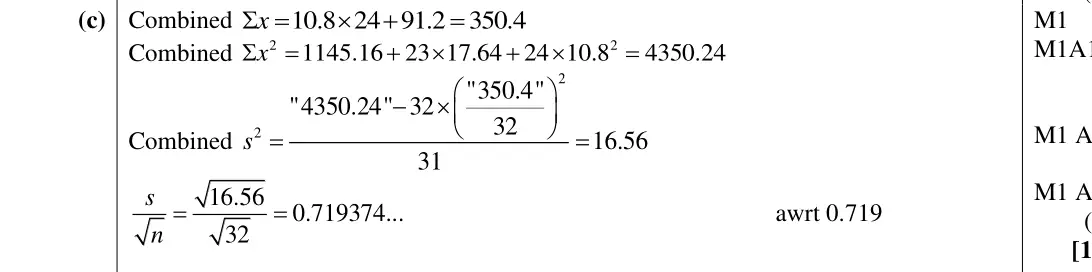 (c) Combined Σx = 10.8×24+91.2 = 350.4 M1
Combined Σx² = 1145.16+23×17.64+24×10.8² = 4350.24 M1A1
Combined s² = ("4350.24"−32×("350.4"/32)²)/31 = 16.56 M1 A
s/√n = √16.56/√32 = 0.719374... awrt 0.719 M1 A
(
[1